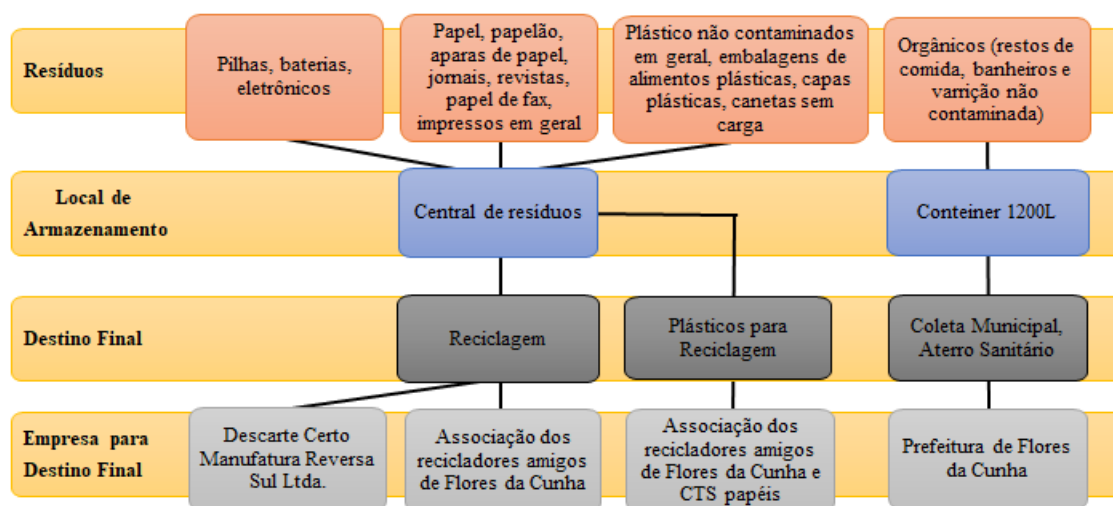 Resíduos
Pilhas, baterias,
eletrônicos
Papel, papelão,
aparas de papel,
jornais, revistas,
papel de fax,
impressos em geral
Plástico não contaminados
em geral, embalagens de
alimentos plásticas, capas
plásticas, canetas sem
carga
Orgânicos (restos de
comida, banheiros e
varrição não
contaminada)
Local de
Armazenamento
Central de resíduos
Conteiner 1200L
Destino Final
Reciclagem
Plásticos para
Reciclagem
Coleta Municipal,
Aterro Sanitário
Empresa para
Destino Final
Descarte Certo
Manufatura Reversa
Sul Ltda.
Associação dos
recicladores amigos
de Flores da Cunha
Associação dos
recicladores amigos
de Flores da Cunha e
CTS papéis
Prefeitura de Flores
da Cunha